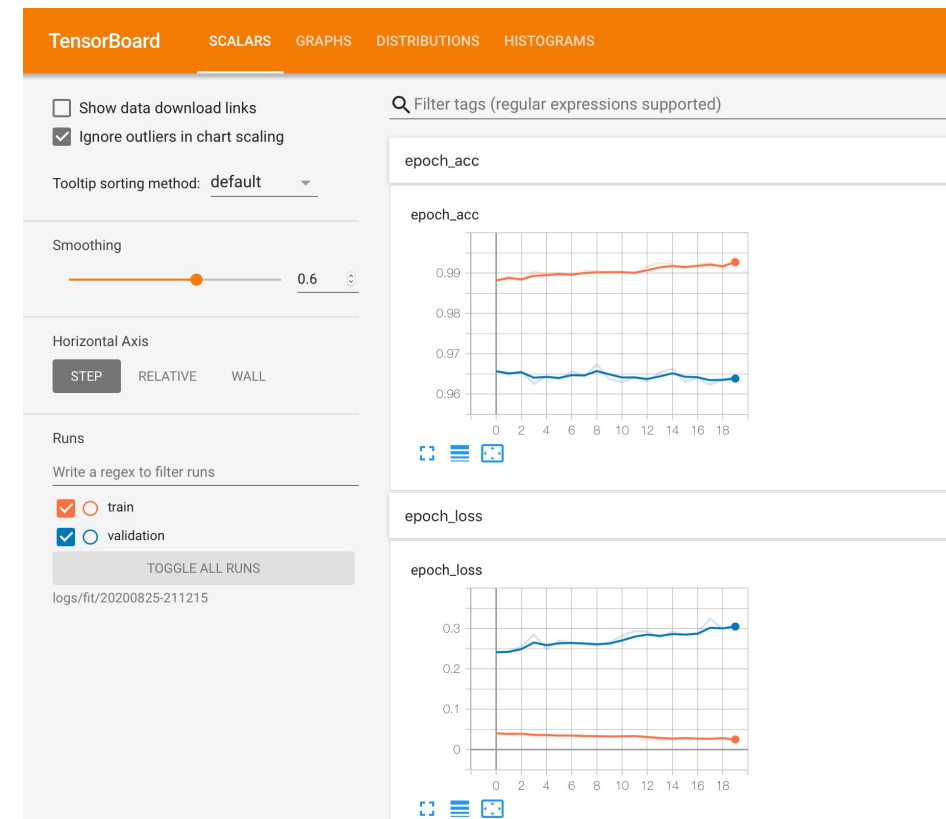 TensorBoard SCALARS GRAPHS DISTRIBUTIONS HISTOGRAMS
Show data download links
Ignore outliers in chart scaling
Tooltip sorting method: default
Smoothing
0.6
Horizontal Axis
STEP RELATIVE WALL
Runs
Write a regex to filter runs
train
validation
TOGGLE ALL RUNS
logs/fit/20200825-211215
Filter tags (regular expressions supported)
epoch_acc
epoch_acc
0.99
0.98
0.97
0.96
0 2 4 6 8 10 12 14 16 18
epoch_loss
epoch_loss
0.3
0.2
0.1
0
0 2 4 6 8 10 12 14 16 18